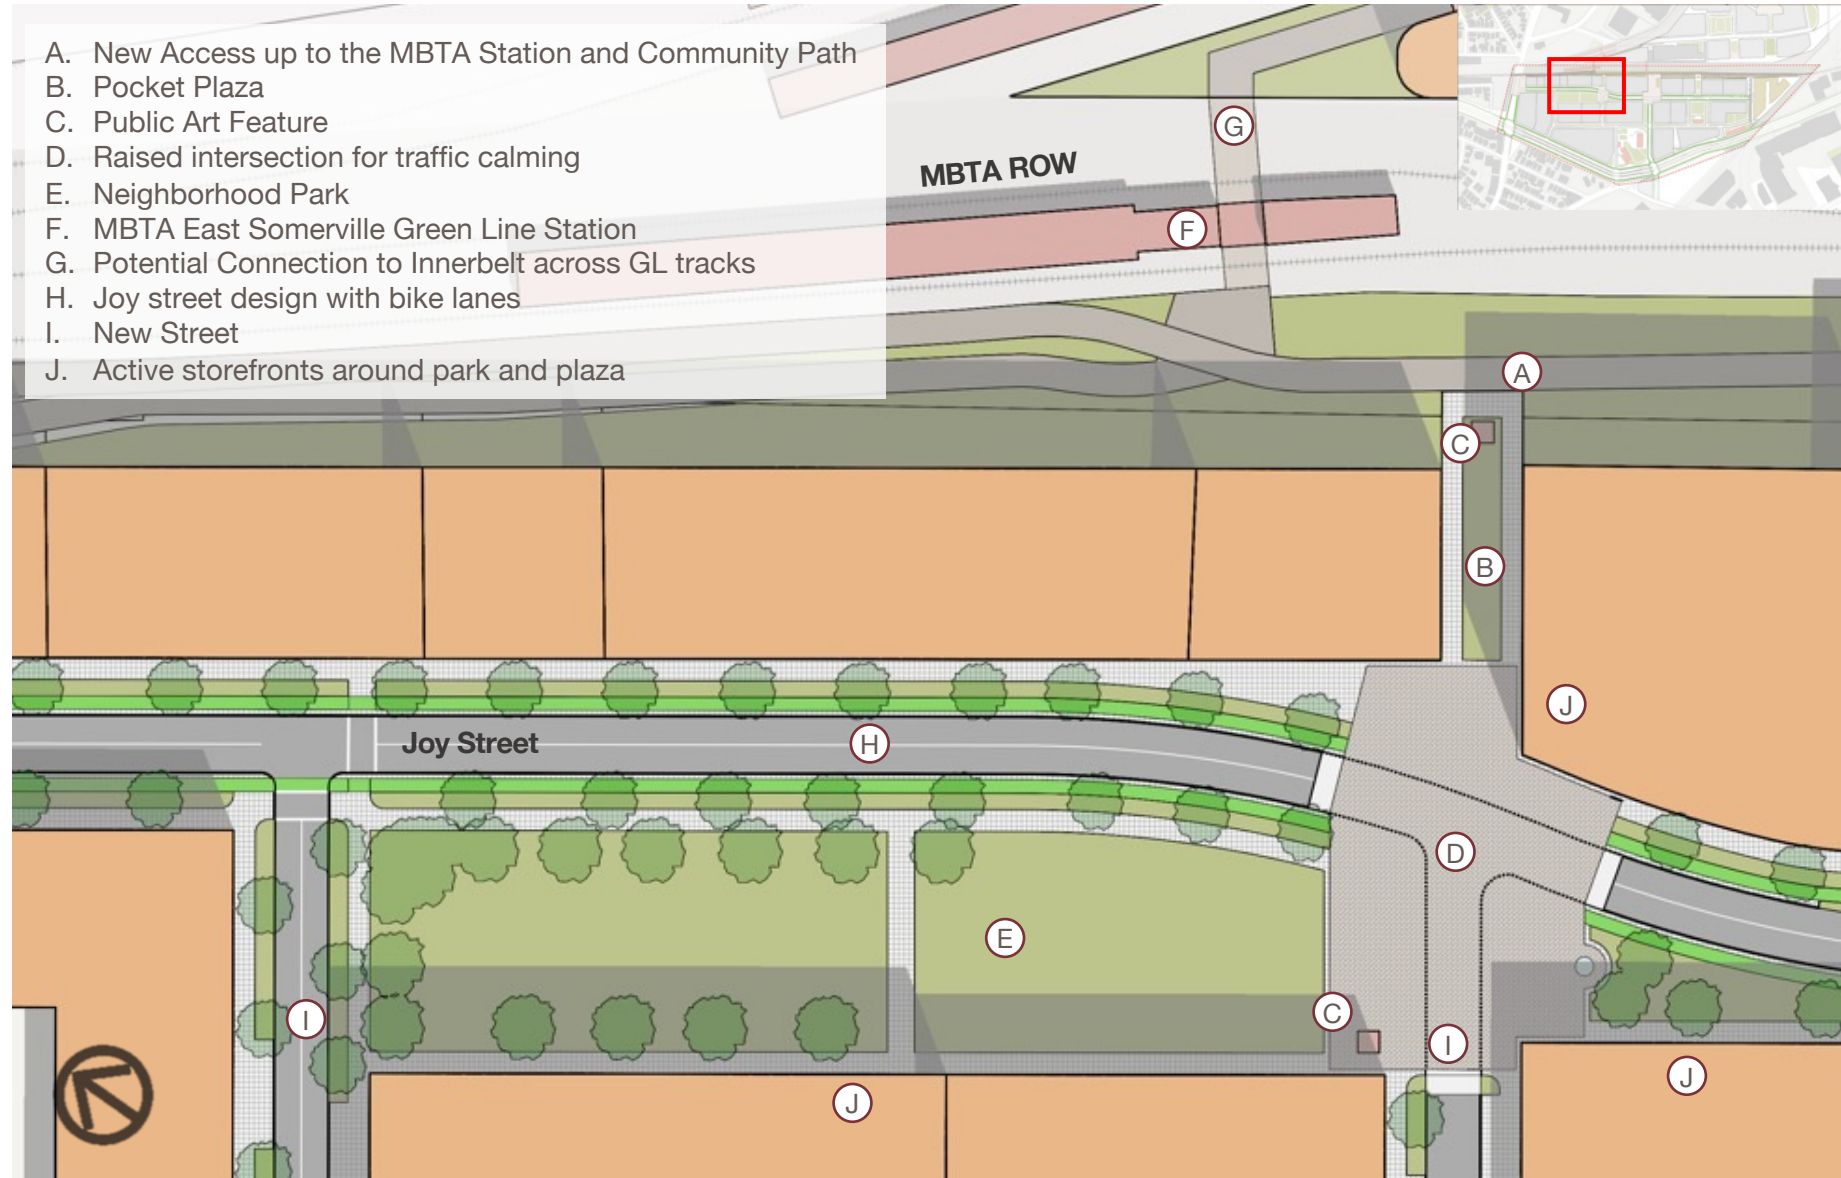 A. New Access up to the MBTA Station and Community Path
B. Pocket Plaza
C. Public Art Feature
D. Raised intersection for traffic calming
E. Neighborhood Park
F. MBTA East Somerville Green Line Station
G. Potential Connection to Innerbelt across GL tracks
H. Joy street design with bike lanes
I. New Street
J. Active storefronts around park and plaza
G
MBTA ROW
F
A
C
B
J
Joy Street
H
D
E
C
I
I
J
J